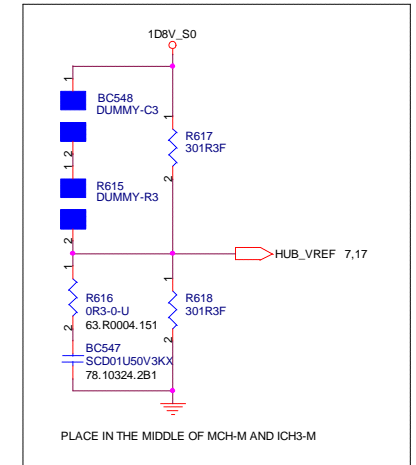 1D8V_S0
1
BC548
DUMMY-C3
2
1
R615
DUMMY-R3
2
1
R617
301R3F
2
HUB_VREF 7,17
1
R616
0R3-0-U
2
63.R0004.151
BC547
SCD01U50V3KX
78.10324.2B1
1
R618
301R3F
2
PLACE IN THE MIDDLE OF MCH-M AND ICH3-M